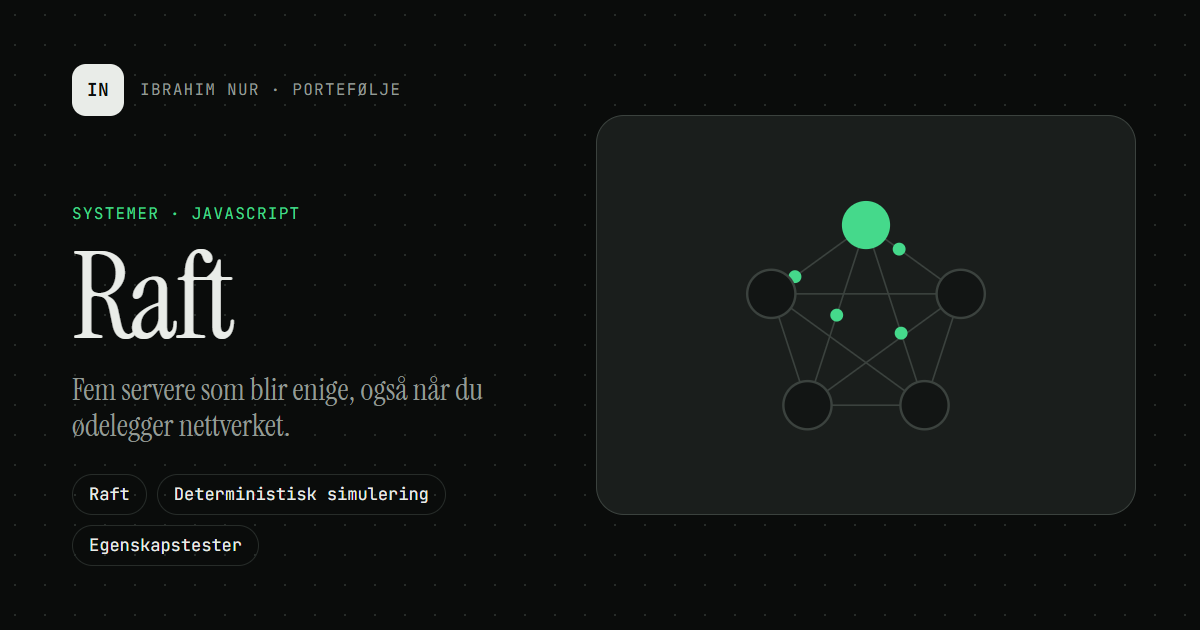 IN
IBRAHIM NUR · PORTEFØLJE
SYSTEMER · JAVASCRIPT
Raft
Fem servere som blir enige, også når du
ødelegger nettverket.
Raft
Deterministisk simulering
Egenskapstester